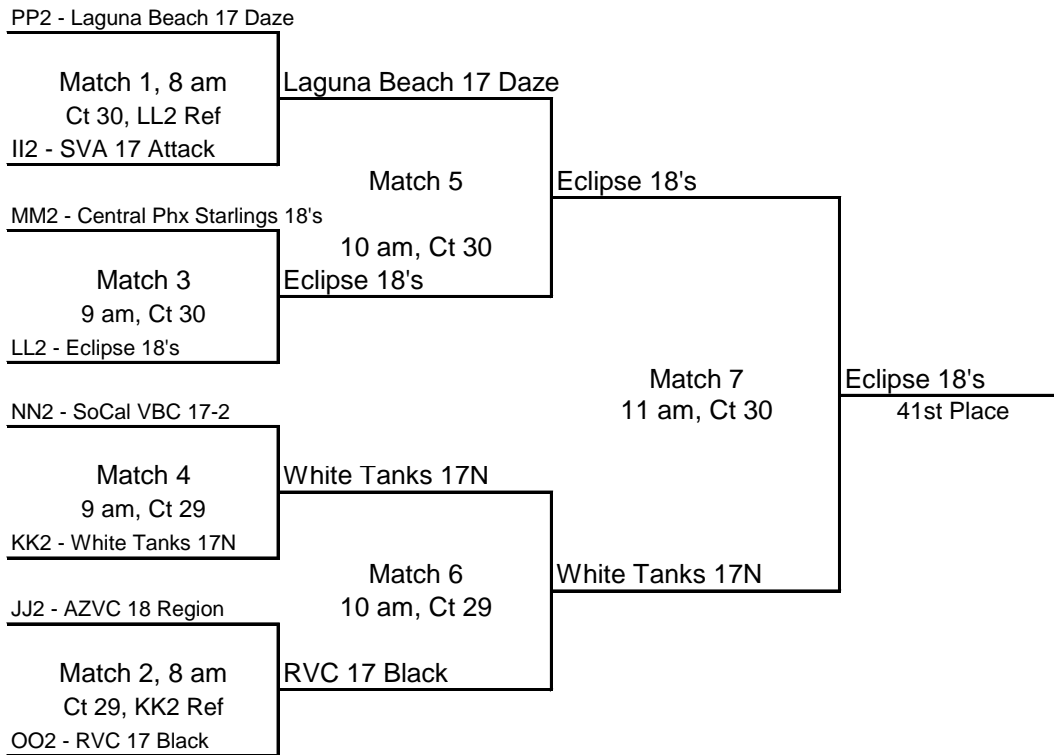 PP2 - Laguna Beach 17 Daze
Match 1, 8 am
Ct 30, LL2 Ref
II2 - SVA 17 Attack
Laguna Beach 17 Daze
MM2 - Central Phx Starlings 18's
Match 3
9 am, Ct 30
LL2 - Eclipse 18's
Eclipse 18's
Match 5
10 am, Ct 30
Eclipse 18's
NN2 - SoCal VBC 17-2
Match 4
9 am, Ct 29
KK2 - White Tanks 17N
White Tanks 17N
JJ2 - AZVC 18 Region
Match 2, 8 am
Ct 29, KK2 Ref
OO2 - RVC 17 Black
RVC 17 Black
Match 6
10 am, Ct 29
White Tanks 17N
Match 7
11 am, Ct 30
Eclipse 18's
41st Place